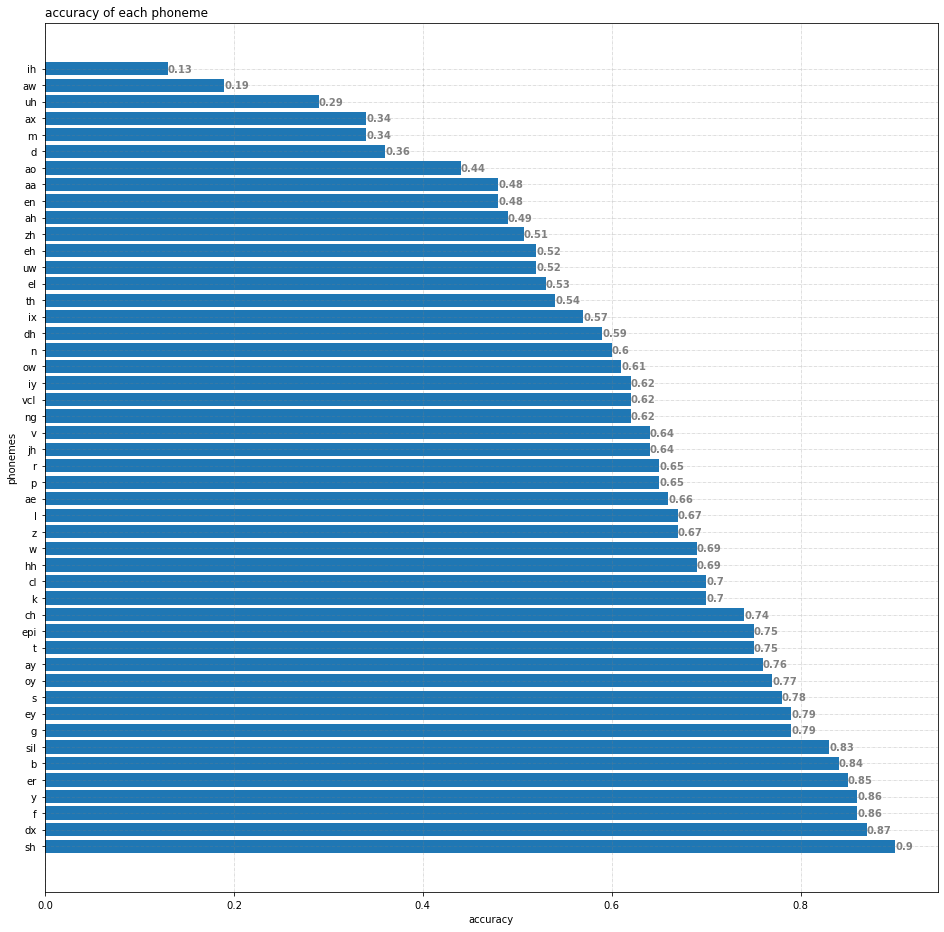 accuracy of each phoneme
ih 0.13
aw 0.19
uh 0.29
ax 0.34
m 0.34
d 0.36
ao 0.44
aa 0.48
en 0.48
ah 0.49
zh 0.51
eh 0.52
uw 0.52
el 0.53
th 0.54
ix 0.57
dh 0.59
n 0.6
ow 0.61
iy 0.62
vcl 0.62
ng 0.62
v 0.64
jh 0.64
r 0.65
p 0.65
ae 0.66
l 0.67
z 0.67
w 0.69
hh 0.69
cl 0.7
k 0.7
ch 0.74
epi 0.75
t 0.75
ay 0.76
oy 0.77
s 0.78
ey 0.79
g 0.79
sil 0.83
b 0.84
er 0.85
y 0.86
f 0.86
dx 0.87
sh 0.9
phonemes
0.0 0.2 0.4 0.6 0.8
accuracy